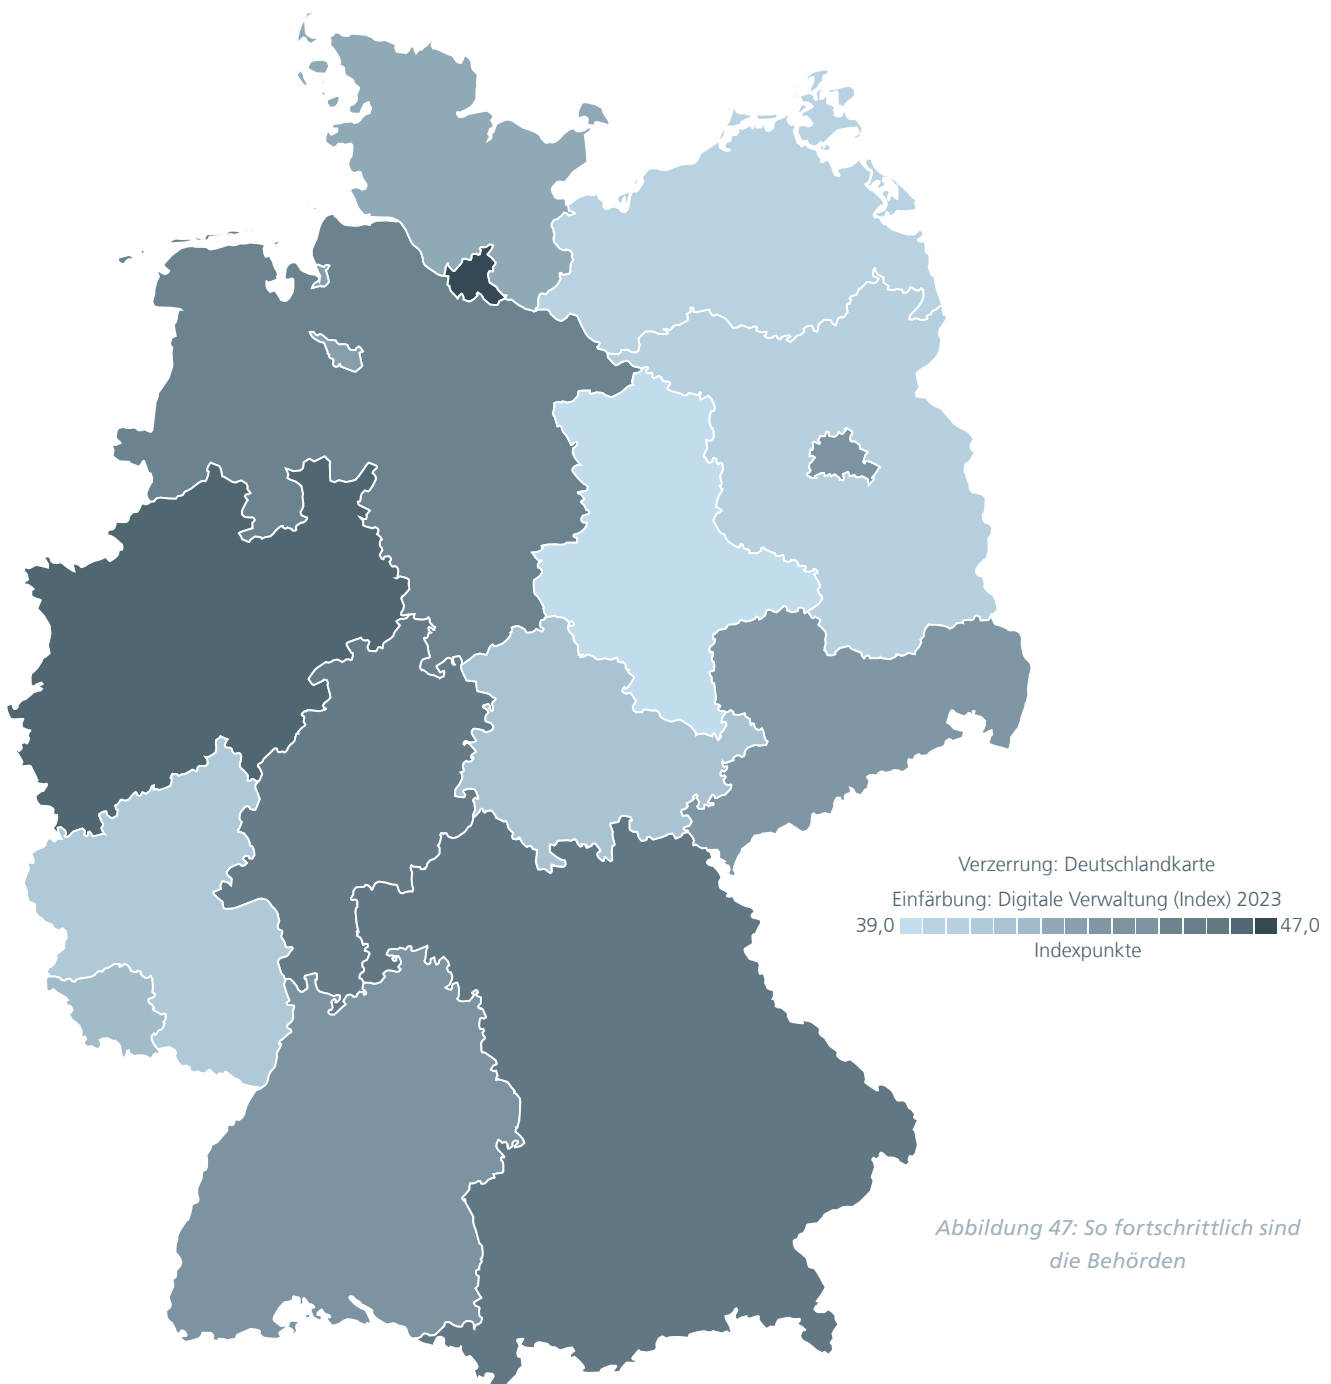 Verzerrung: Deutschlandkarte
Einfärbung: Digitale Verwaltung (Index) 2023
39,0 47,0
Indexpunkte
Abbildung 47: So fortschrittlich sind
die Behörden